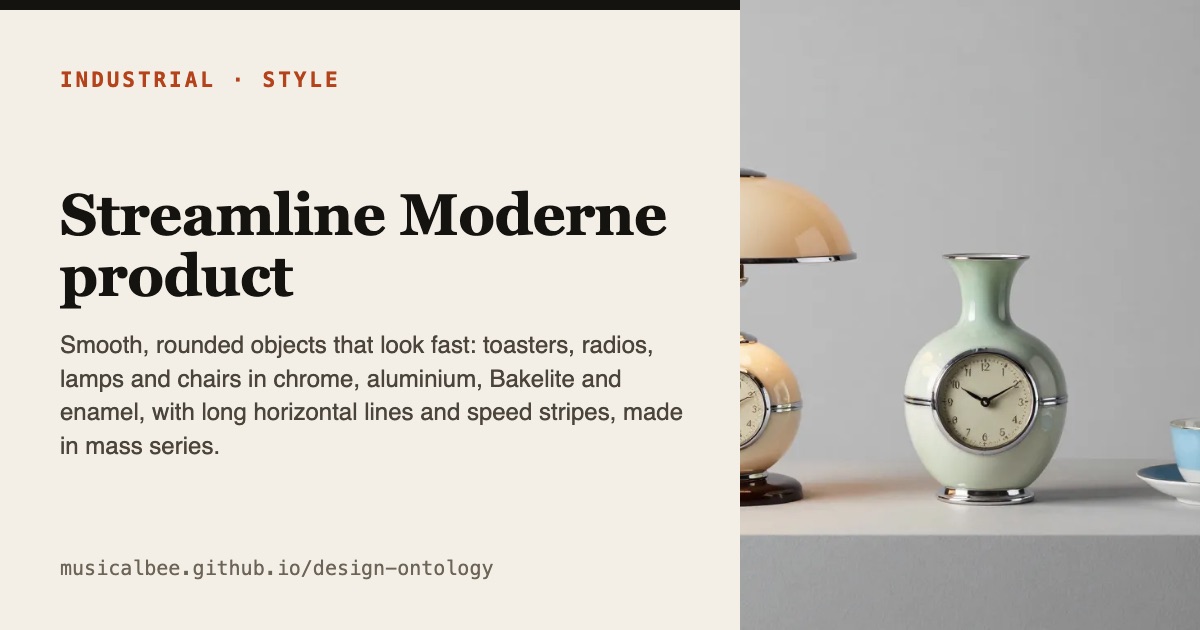 INDUSTRIAL · STYLE
Streamline Moderne
product
Smooth, rounded objects that look fast: toasters, radios,
lamps and chairs in chrome, aluminium, Bakelite and
enamel, with long horizontal lines and speed stripes, made
in mass series.
musicalbee.github.io/design-ontology